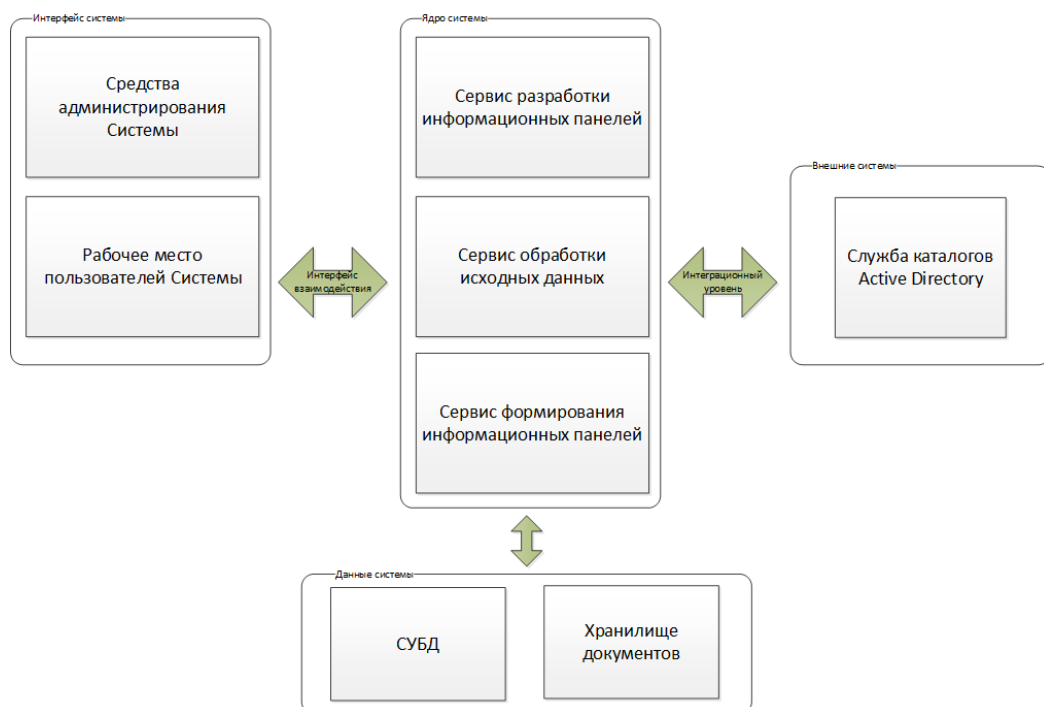 Интерфейс системы
Средства
администрирования
Системы
Рабочее место
пользователей Системы
Интерфейс
взаимодействия
Ядро системы
Сервис разработки
информационных панелей
Сервис обработки
исходных данных
Сервис формирования
информационных панелей
Интеграционный
уровень
Внешние системы
Служба каталогов
Active Directory
Данные системы
СУБД
Хранилище
документов